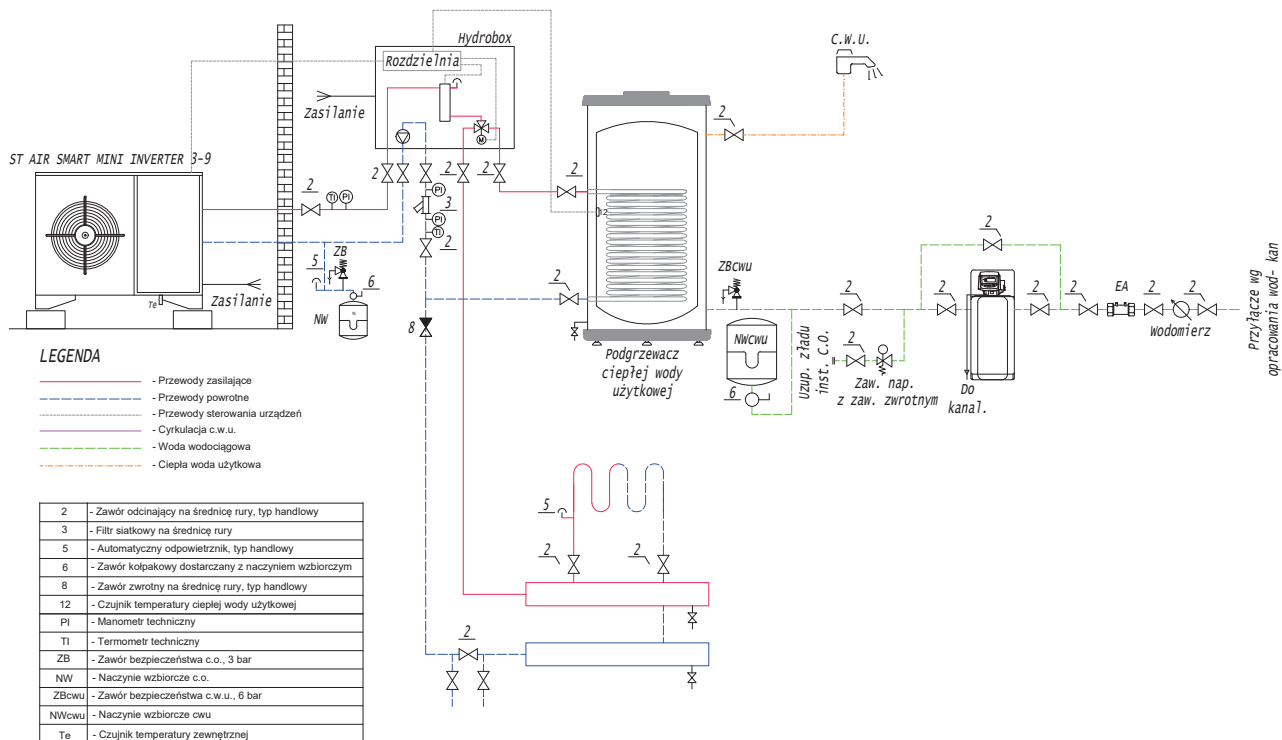 C.W.U.
Hydrobox
Rozdzielnia
Zasilanie
M
2
ST AIR SMART MINI INVERTER 3-9
2
2
2
2
2
TI
PI
PI
3
12
PI
TI
2
2
5
ZB
6
ZBcwu
2
2
2
2
EA
2
2
Te
Zasilanie
N
NW
8
2
NWcwu
Wodomierz
Przyłącze wg
opracowania wod- kan
Podgrzewacz
ciepłej wody
użytkowej
6
Uzup. zładu
inst. C.O.
2
Zaw. nap.
z zaw. zwrotnym
Do
kanal.
LEGENDA
- Przewody zasilające
- Przewody powrotne
- Przewody sterowania urządzeń
- Cyrkulacja c.w.u.
- Woda wodociągowa
- Ciepła woda użytkowa
5
2
2
2
2 - Zawór odcinający na średnicę rury, typ handlowy
3 - Filtr siatkowy na średnicę rury
5 - Automatyczny odpowietrznik, typ handlowy
6 - Zawór kołpakowy dostarczany z naczyniem wzbiorczym
8 - Zawór zwrotny na średnicę rury, typ handlowy
12 - Czujnik temperatury ciepłej wody użytkowej
PI - Manometr techniczny
TI - Termometr techniczny
ZB - Zawór bezpieczeństwa c.o., 3 bar
NW - Naczynie wzbiorcze c.o.
ZBcwu - Zawór bezpieczeństwa c.w.u., 6 bar
NWcwu - Naczynie wzbiorcze cwu
Te - Czujnik temperatury zewnętrznej